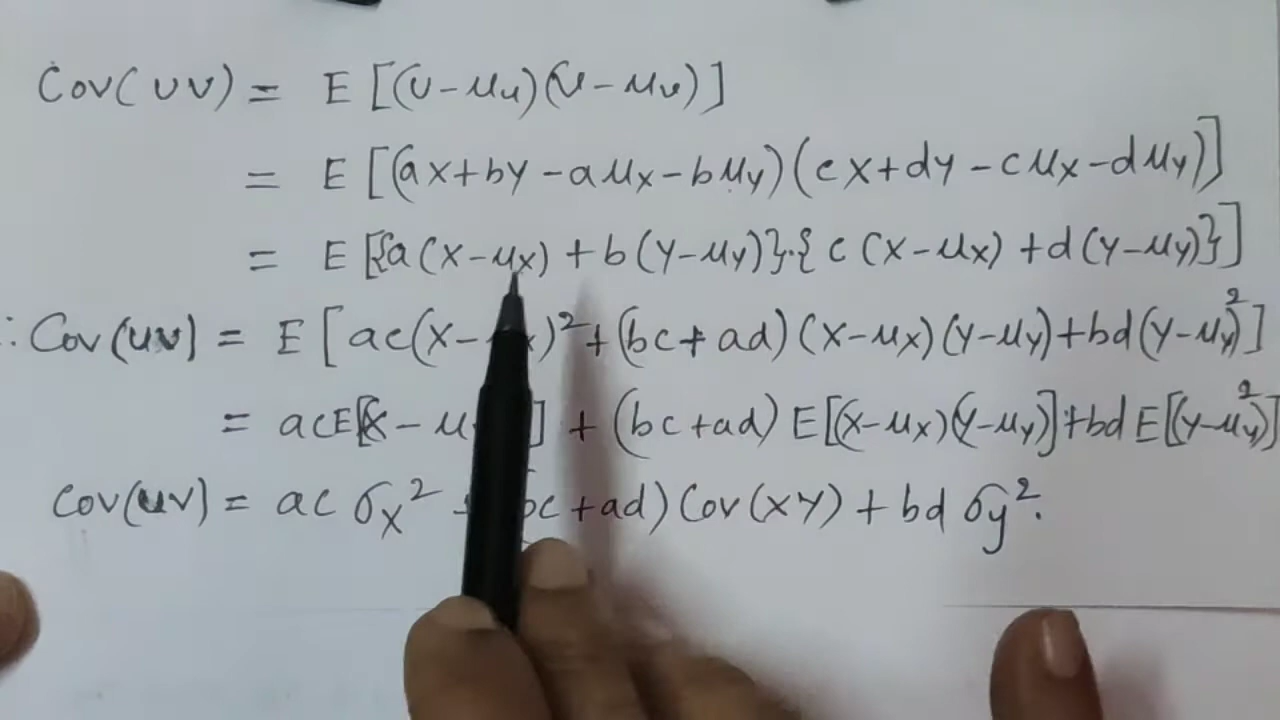 Cov(UV) = E[(U-μu)(V-μv)]
= E[(ax+by-aμx-bμy)(cx+dy-cμx-dμy)]
= E[{a(x-μx)+b(y-μy)}·{c(x-μx)+d(y-μy)}]
∴ Cov(uv) = E[ac(x- x)²+(bc+ad)(x-μx)(y-μy)+bd(y-μy)²]
= acE[x-μ ] + (bc+ad) E[(x-μx)(y-μy)]+bd E[(y-μy)²]
Cov(uv) = ac σx² bc+ad) Cov(xy) + bd σy².